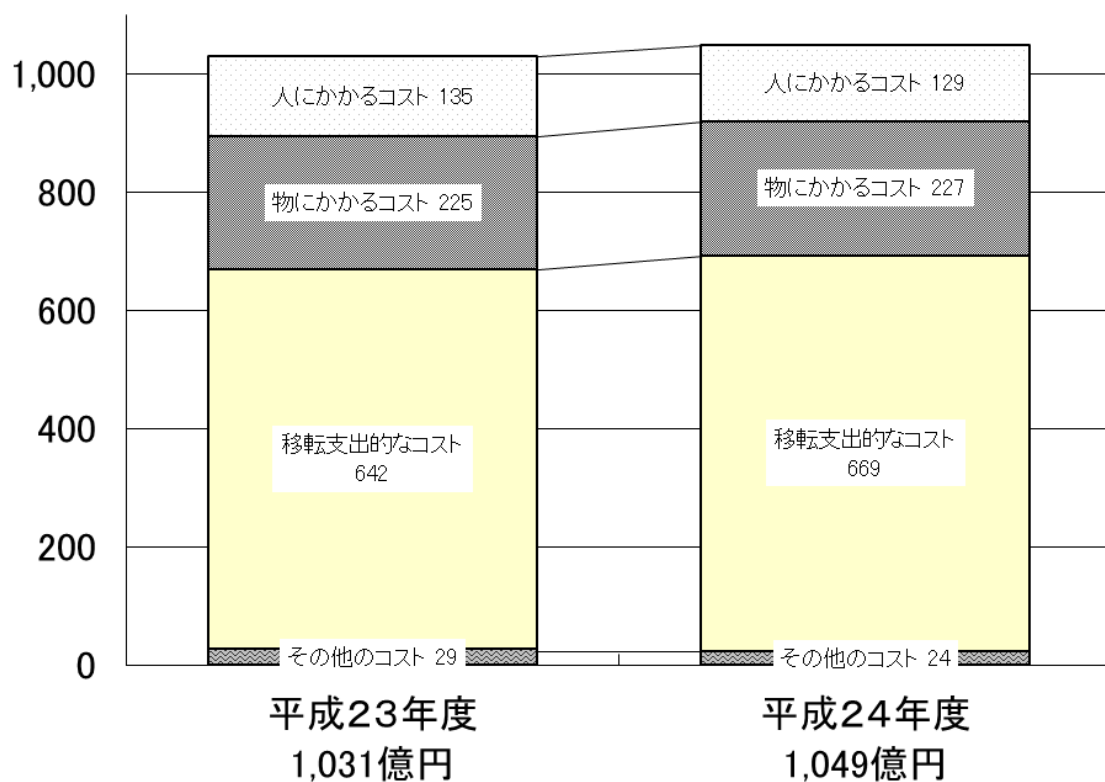 1,000
800
600
400
200
0
人にかかるコスト 135
物にかかるコスト 225
移転支出的なコスト
642
その他のコスト 29
人にかかるコスト 129
物にかかるコスト 227
移転支出的なコスト
669
その他のコスト 24
平成23年度
1,031億円
平成24年度
1,049億円